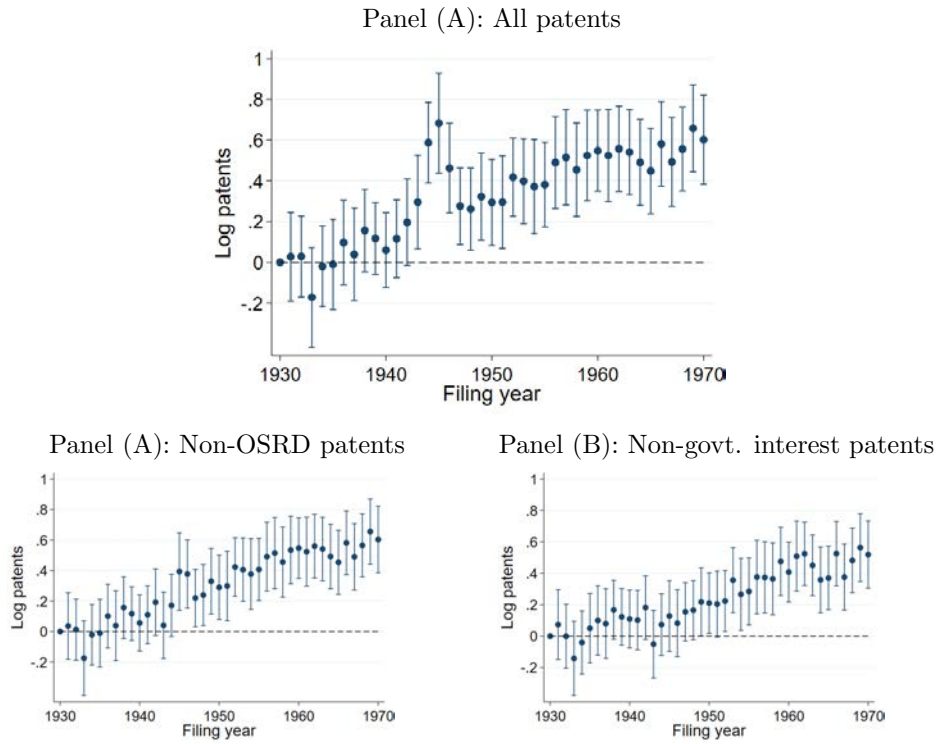 Panel (A): All patents
1
.8
.6
.4
.2
0
-.2
Log patents
1930 1940 1950 1960 1970
Filing year
Panel (A): Non-OSRD patents
1
.8
.6
.4
.2
0
-.2
Log patents
1930 1940 1950 1960 1970
Filing year
Panel (B): Non-govt. interest patents
1
.8
.6
.4
.2
0
-.2
Log patents
1930 1940 1950 1960 1970
Filing year